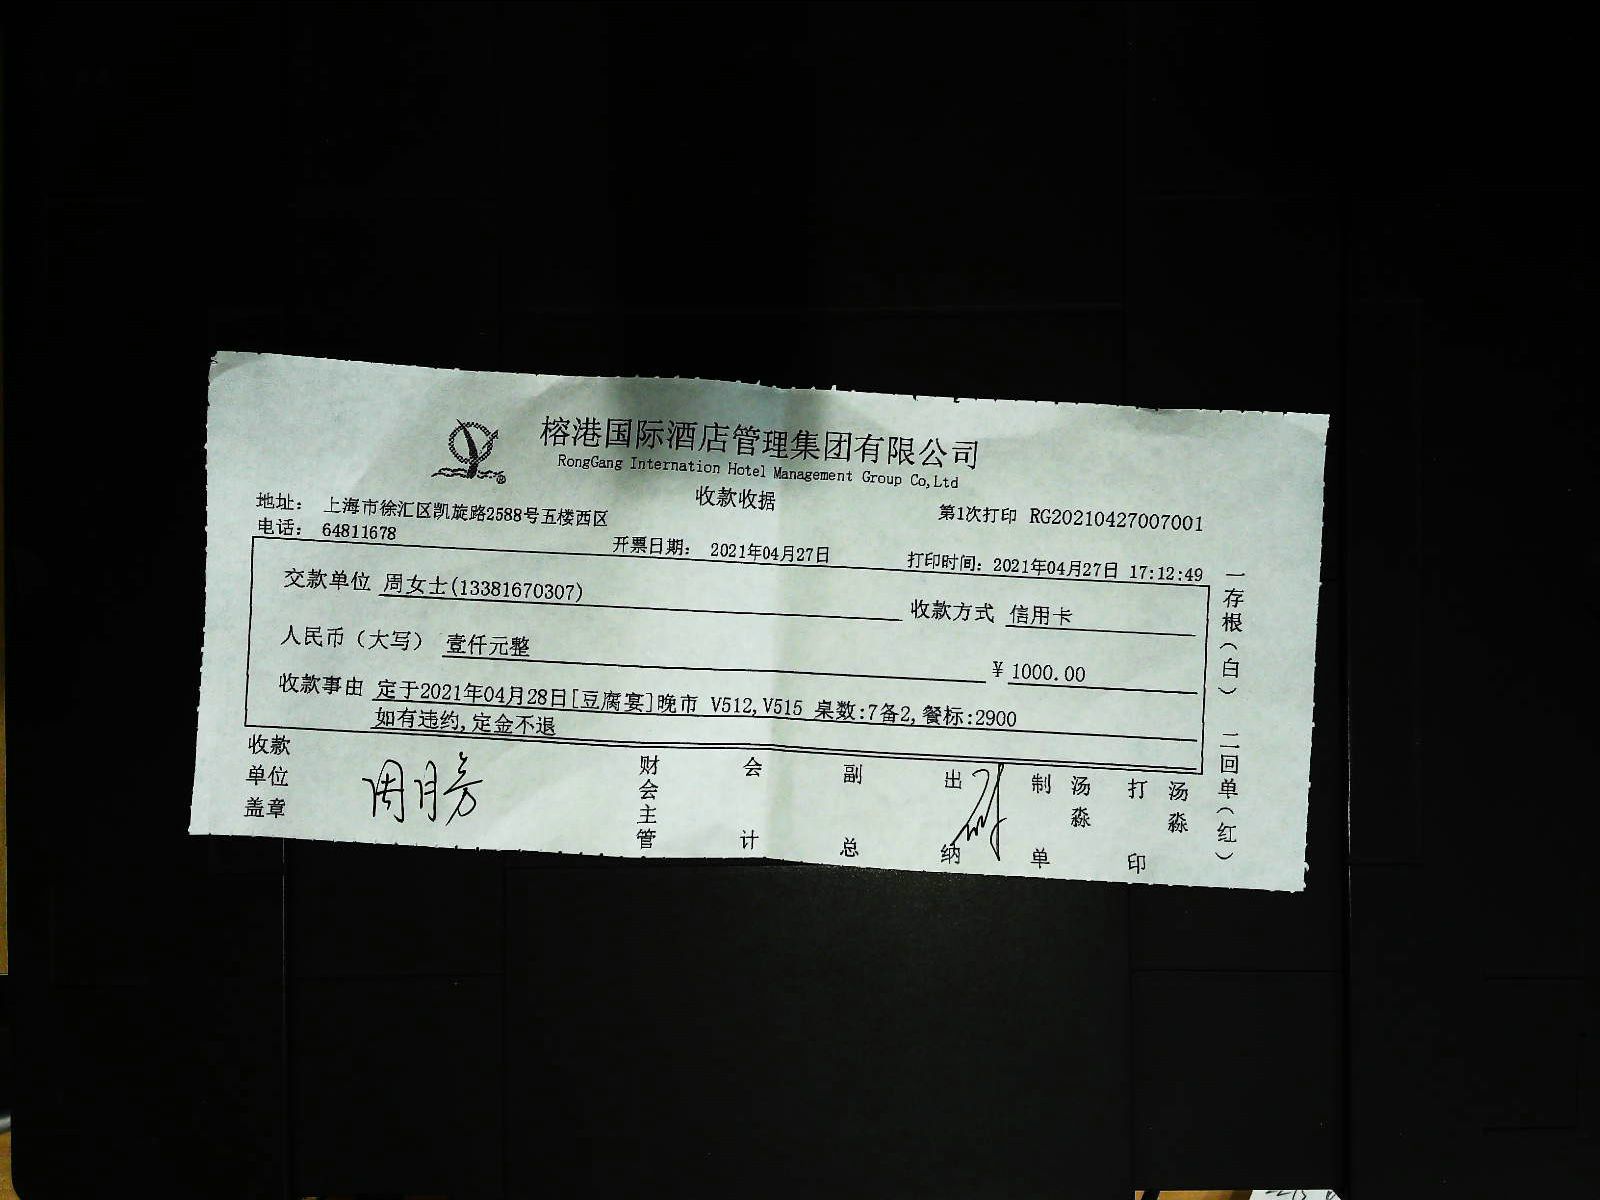 榕港国际酒店管理集团有限公司
RongGang Internation Hotel Management Group Co,Ltd
收款收据
地址: 上海市徐汇区凯旋路2588号五楼西区
第1次打印 RG20210427007001
电话: 64811678
开票日期: 2021年04月27日
打印时间: 2021年04月27日 17:12:49
交款单位 周女士(13381670307)
收款方式 信用卡
人民币（大写） 壹仟元整
￥1000.00
收款事由 定于2021年04月28日[豆腐宴]晚市 V512,V515 桌数:7备2,餐标:2900
如有违约,定金不退
收款单位盖章
周月芳
财会主管
会计
副总
出纳
制单
汤淼
打印
汤淼
一存根（白） 二回单（红）